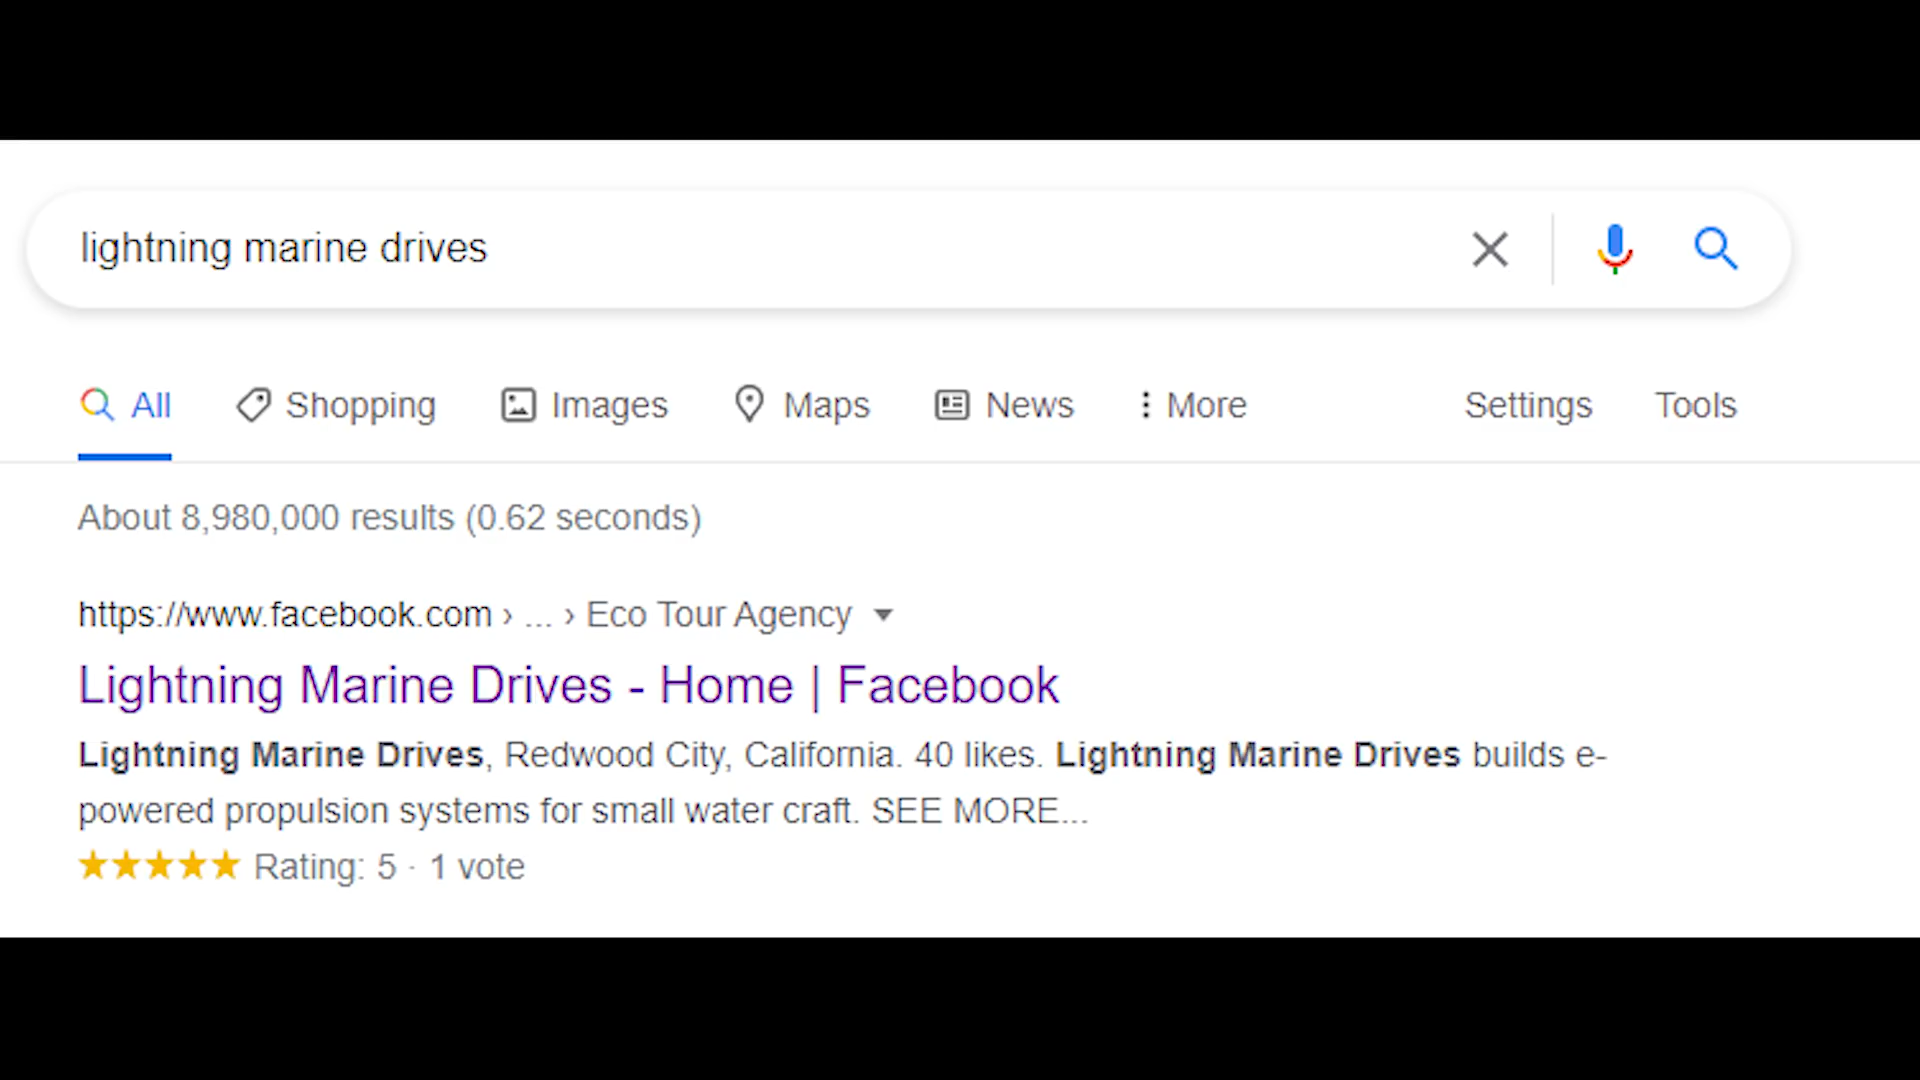 lightning marine drives
All Shopping Images Maps News More Settings Tools
About 8,980,000 results (0.62 seconds)
https://www.facebook.com › ... › Eco Tour Agency
Lightning Marine Drives - Home | Facebook
Lightning Marine Drives, Redwood City, California. 40 likes. Lightning Marine Drives builds e-
powered propulsion systems for small water craft. SEE MORE...
Rating: 5 · 1 vote